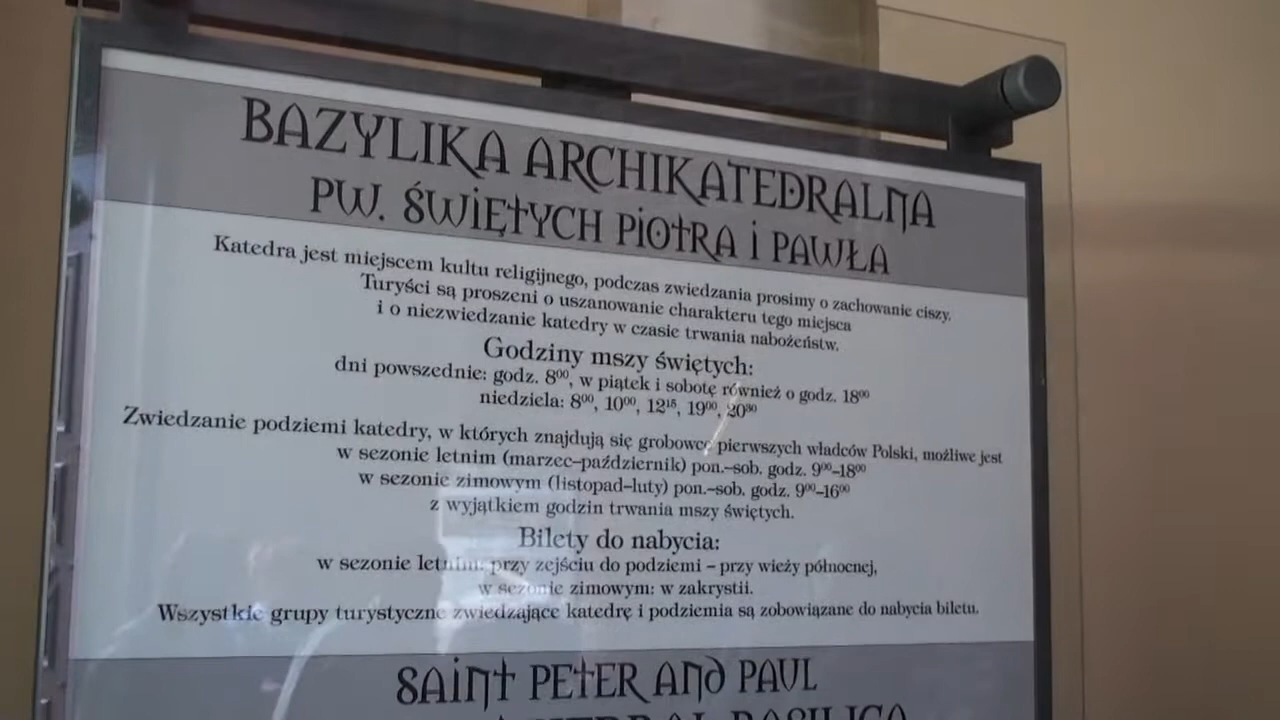 BAZYLIKA ARCHIKATEDRALNA
PW. ŚWIĘTYCH PIOTRA I PAWŁA
Katedra jest miejscem kultu religijnego, podczas zwiedzania prosimy o zachowanie ciszy.
Turyści są proszeni o uszanowanie charakteru tego miejsca
i o niezwiedzanie katedry w czasie trwania nabożeństw.
Godziny mszy świętych:
dni powszednie: godz. 8⁰⁰, w piątek i sobotę również o godz. 18⁰⁰
niedziela: 8⁰⁰, 10⁰⁰, 12¹⁵, 19⁰⁰, 20³⁰
Zwiedzanie podziemi katedry, w których znajdują się grobowce pierwszych władców Polski, możliwe jest
w sezonie letnim (marzec–październik) pon.–sob. godz. 9⁰⁰–18⁰⁰
w sezonie zimowym (listopad–luty) pon.–sob. godz. 9⁰⁰–16⁰⁰
z wyjątkiem godzin trwania mszy świętych.
Bilety do nabycia:
w sezonie letnim: przy zejściu do podziemi – przy wieży północnej,
w sezonie zimowym: w zakrystii.
Wszystkie grupy turystyczne zwiedzające katedrę i podziemia są zobowiązane do nabycia biletu.
SAINT PETER AND PAUL
BASILICA